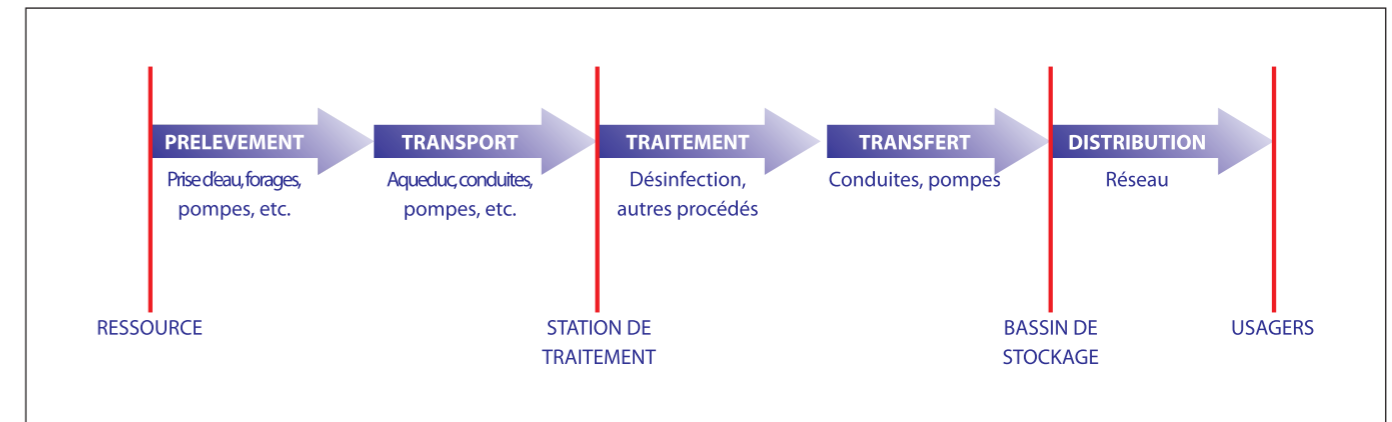 PRELEVEMENT
Prise d'eau, forages,
pompes, etc.
TRANSPORT
Aqueduc, conduites,
pompes, etc.
TRAITEMENT
Désinfection,
autres procédés
TRANSFERT
Conduites, pompes
DISTRIBUTION
Réseau
RESSOURCE
STATION DE
TRAITEMENT
BASSIN DE
STOCKAGE
USAGERS